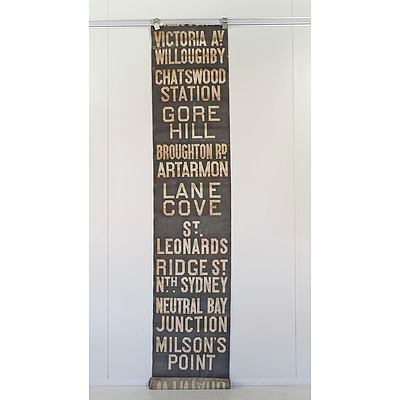 VICTORIA AV
WILLOUGHBY
CHATSWOOD
STATION
GORE
HILL
BROUGHTON RD
ARTARMON
LANE
COVE
ST.
LEONARDS
RIDGE ST.
NTH SYDNEY
NEUTRAL BAY
JUNCTION
MILSON'S
POINT